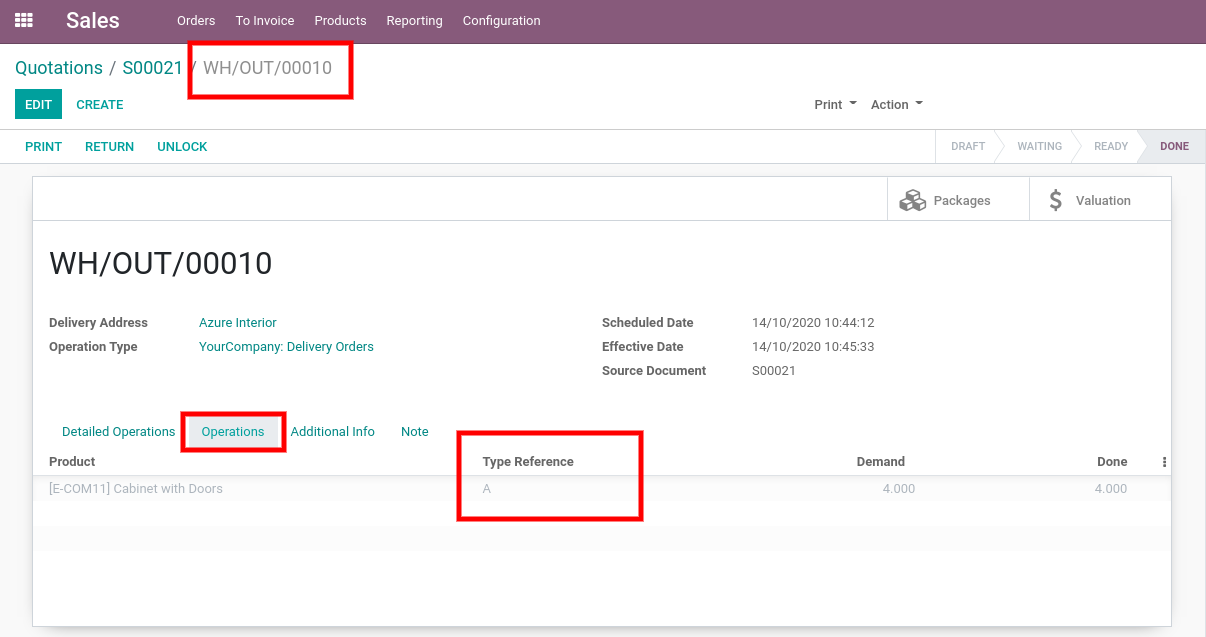 Sales Orders To Invoice Products Reporting Configuration
Quotations / S00021 / WH/OUT/00010
EDIT CREATE Print Action
PRINT RETURN UNLOCK DRAFT WAITING READY DONE
Packages Valuation
WH/OUT/00010
Delivery Address Azure Interior Scheduled Date 14/10/2020 10:44:12
Operation Type YourCompany: Delivery Orders Effective Date 14/10/2020 10:45:33
Source Document S00021
Detailed Operations Operations Additional Info Note
Product Type Reference Demand Done
[E-COM11] Cabinet with Doors A 4.000 4.000